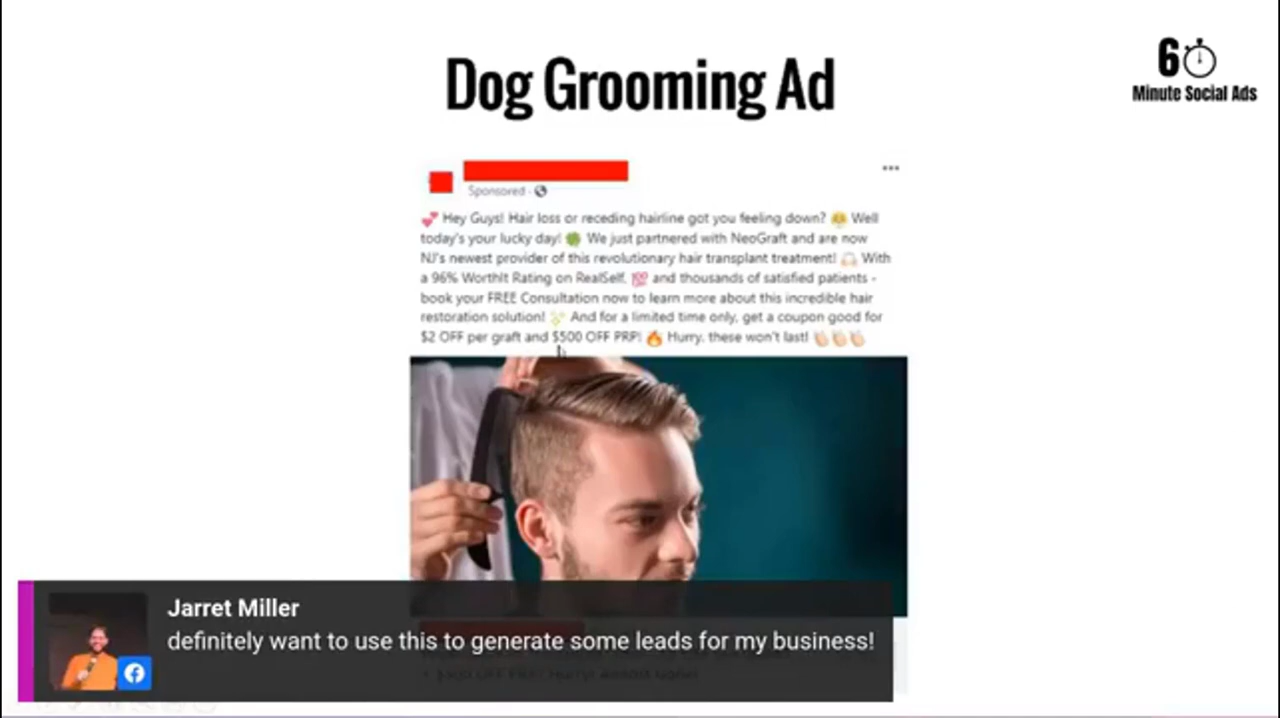 Dog Grooming Ad
6
Minute Social Ads
Sponsored ·
💕 Hey Guys! Hair loss or receding hairline got you feeling down? Well
today's your lucky day! 🍀 We just partnered with NeoGraft and are now
NJ's newest provider of this revolutionary hair transplant treatment! With
a 96% WorthIt Rating on RealSelf, 💯 and thousands of satisfied patients -
book your FREE Consultation now to learn more about this incredible hair
restoration solution! ✨ And for a limited time only, get a coupon good for
$2 OFF per graft and $500 OFF PRP! 🔥 Hurry, these won't last! 👏🏻👏🏻👏🏻
Jarret Miller
definitely want to use this to generate some leads for my business!